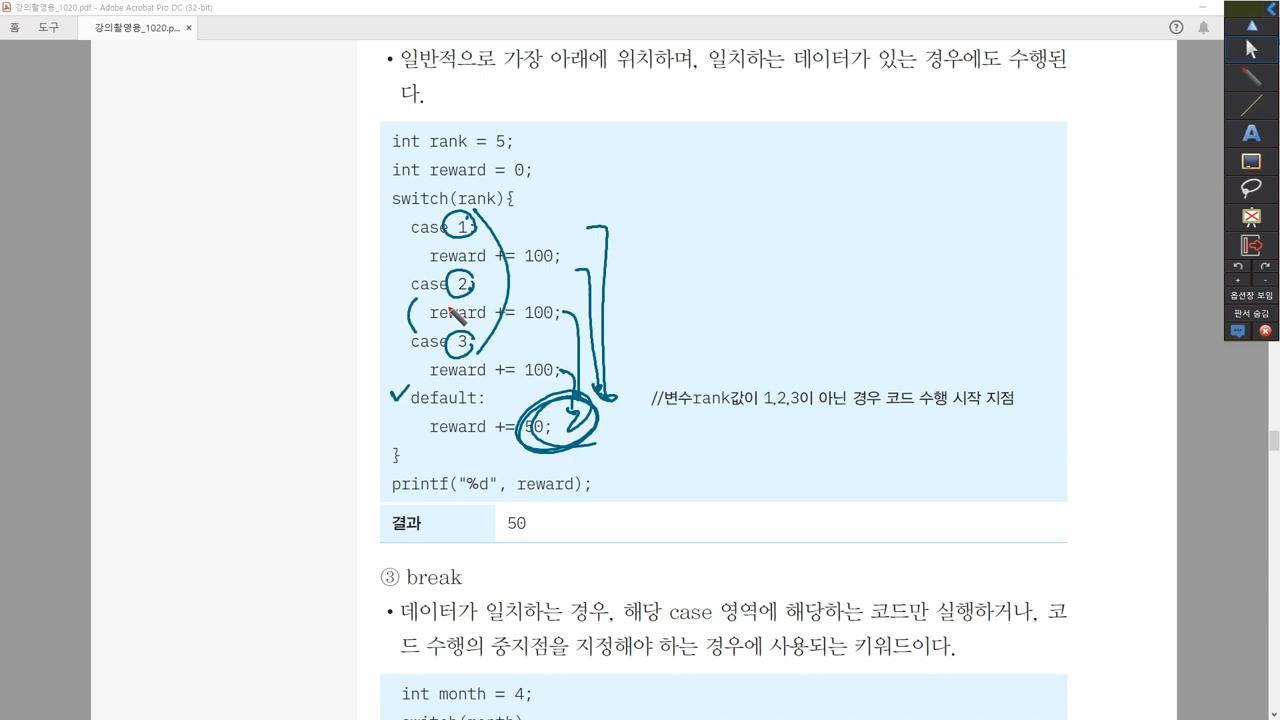 강의촬영용_1020.pdf - Adobe Acrobat Pro DC (32-bit)
홈 도구 강의촬영용_1020.p... ×
• 일반적으로 가장 아래에 위치하며, 일치하는 데이터가 있는 경우에도 수행된
다.
int rank = 5;
int reward = 0;
switch(rank){
case 1:
reward += 100;
case 2:
reward += 100;
case 3:
reward += 100;
default: //변수rank값이 1,2,3이 아닌 경우 코드 수행 시작 지점
reward += 50;
}
printf("%d", reward);
결과 50
③ break
• 데이터가 일치하는 경우, 해당 case 영역에 해당하는 코드만 실행하거나, 코
드 수행의 중지점을 지정해야 하는 경우에 사용되는 키워드이다.
int month = 4;
switch(month)
옵션장 보임
판서 숨김